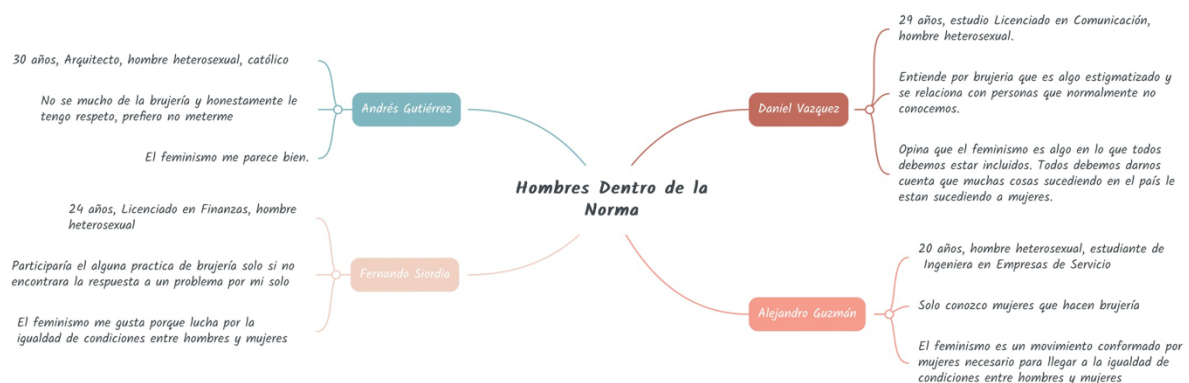 Hombres Dentro de la
Norma
Andrés Gutiérrez
30 años, Arquitecto, hombre heterosexual, católico
No se mucho de la brujería y honestamente le
tengo respeto, prefiero no meterme
El feminismo me parece bien.
Fernando Siordia
24 años, Licenciado en Finanzas, hombre
heterosexual
Participaría el alguna practica de brujería solo si no
encontrara la respuesta a un problema por mi solo
El feminismo me gusta porque lucha por la
igualdad de condiciones entre hombres y mujeres
Daniel Vazquez
29 años, estudio Licenciado en Comunicación,
hombre heterosexual.
Entiende por brujeria que es algo estigmatizado y
se relaciona con personas que normalmente no
conocemos.
Opina que el feminismo es algo en lo que todos
debemos estar incluidos. Todos debemos darnos
cuenta que muchas cosas sucediendo en el país le
estan sucediendo a mujeres.
Alejandro Guzmán
20 años, hombre heterosexual, estudiante de
Ingeniera en Empresas de Servicio
Solo conozco mujeres que hacen brujería
El feminismo es un movimiento conformado por
mujeres necesario para llegar a la igualdad de
condiciones entre hombres y mujeres